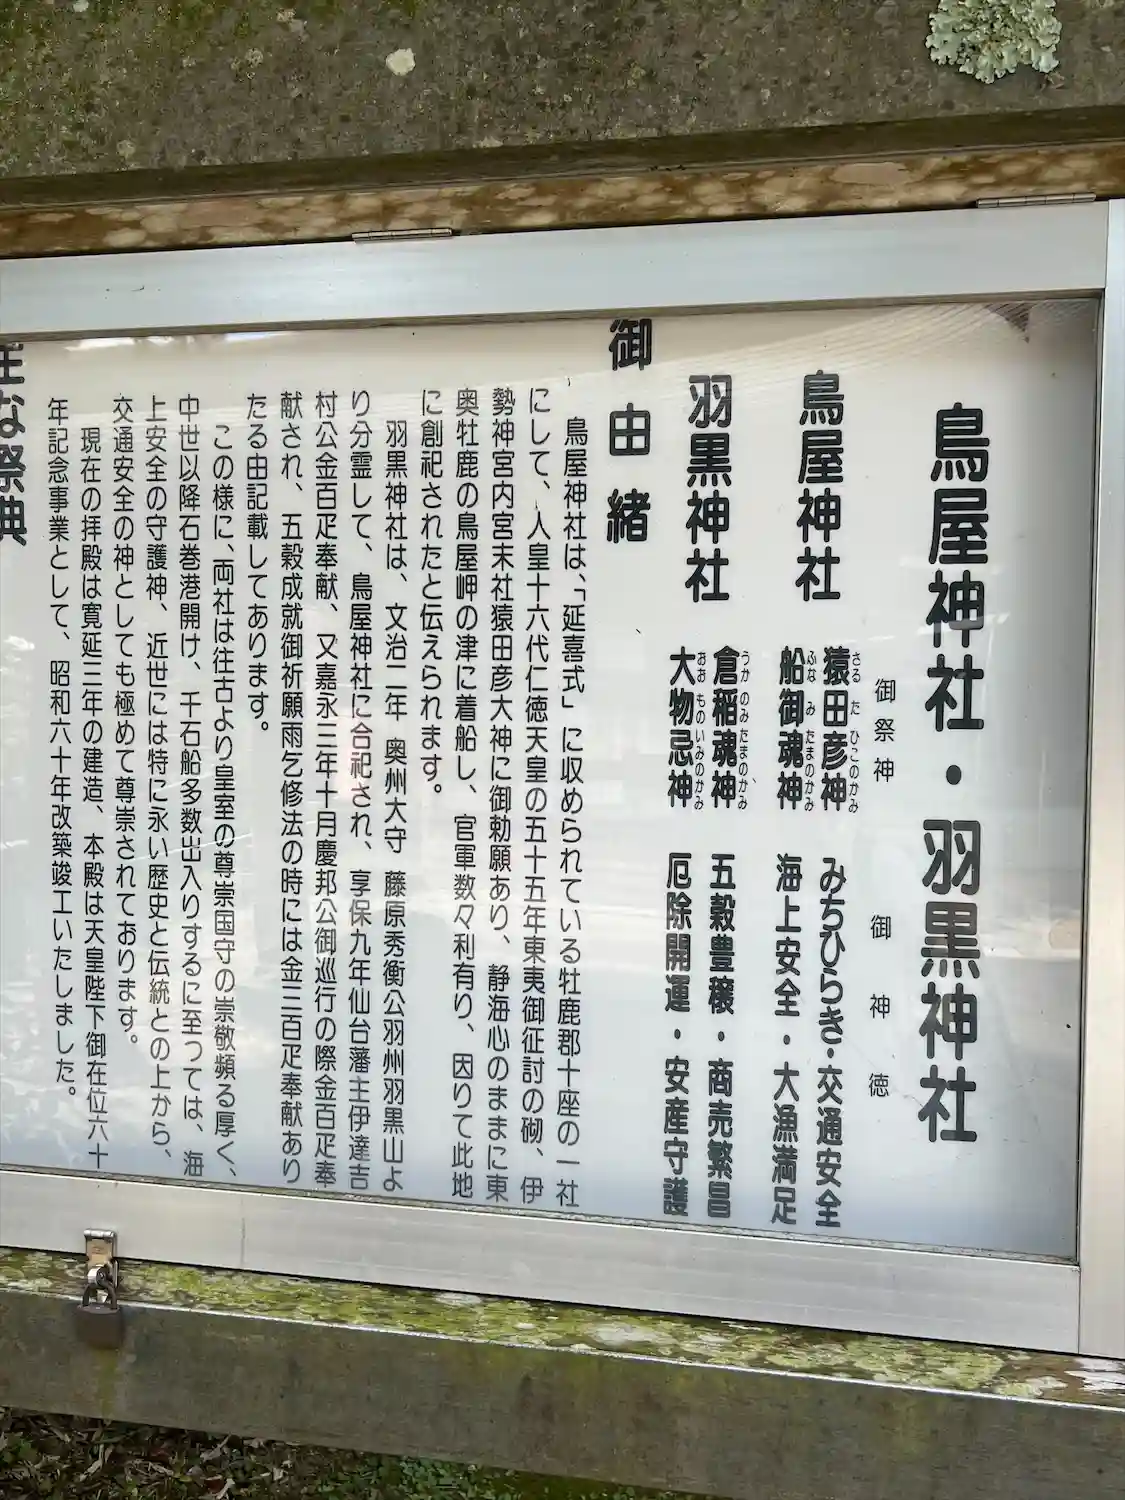 鳥屋神社・羽黒神社
御祭神　御神徳
鳥屋神社
猿田彦神　みちひらき・交通安全
さるたひこのかみ
船御魂神　海上安全・大漁満足
ふなみたまのかみ
羽黒神社
倉稲魂神　五穀豊穣・商売繁昌
うかのみたまのかみ
大物忌神　厄除開運・安産守護
おおものいみのかみ
御由緒
鳥屋神社は、「延喜式」に収められている牡鹿郡十座の一社
にして、人皇十六代仁徳天皇の五十五年東夷御征討の砌、伊
勢神宮内宮末社猿田彦大神に御勅願あり、静海心のままに東
奥牡鹿の鳥屋岬の津に着船し、官軍数々利有り、因りて此地
に創祀されたと伝えられます。
羽黒神社は、文治二年 奥州大守 藤原秀衡公羽州羽黒山よ
り分霊して、鳥屋神社に合祀され、享保九年仙台藩主伊達吉
村公金百疋奉献、又嘉永三年十月慶邦公御巡行の際金百疋奉
献され、五穀成就御祈願雨乞修法の時には金三百疋奉献あり
たる由記載してあります。
この様に、両社は往古より皇室の尊崇国守の崇敬頻る厚く、
中世以降石巻港開け、千石船多数出入りするに至つては、海
上安全の守護神、近世には特に永い歴史と伝統との上から、
交通安全の神としても極めて尊崇されております。
現在の拝殿は寛延三年の建造、本殿は天皇陛下御在位六十
年記念事業として、昭和六十年改築竣工いたしました。
主な祭典